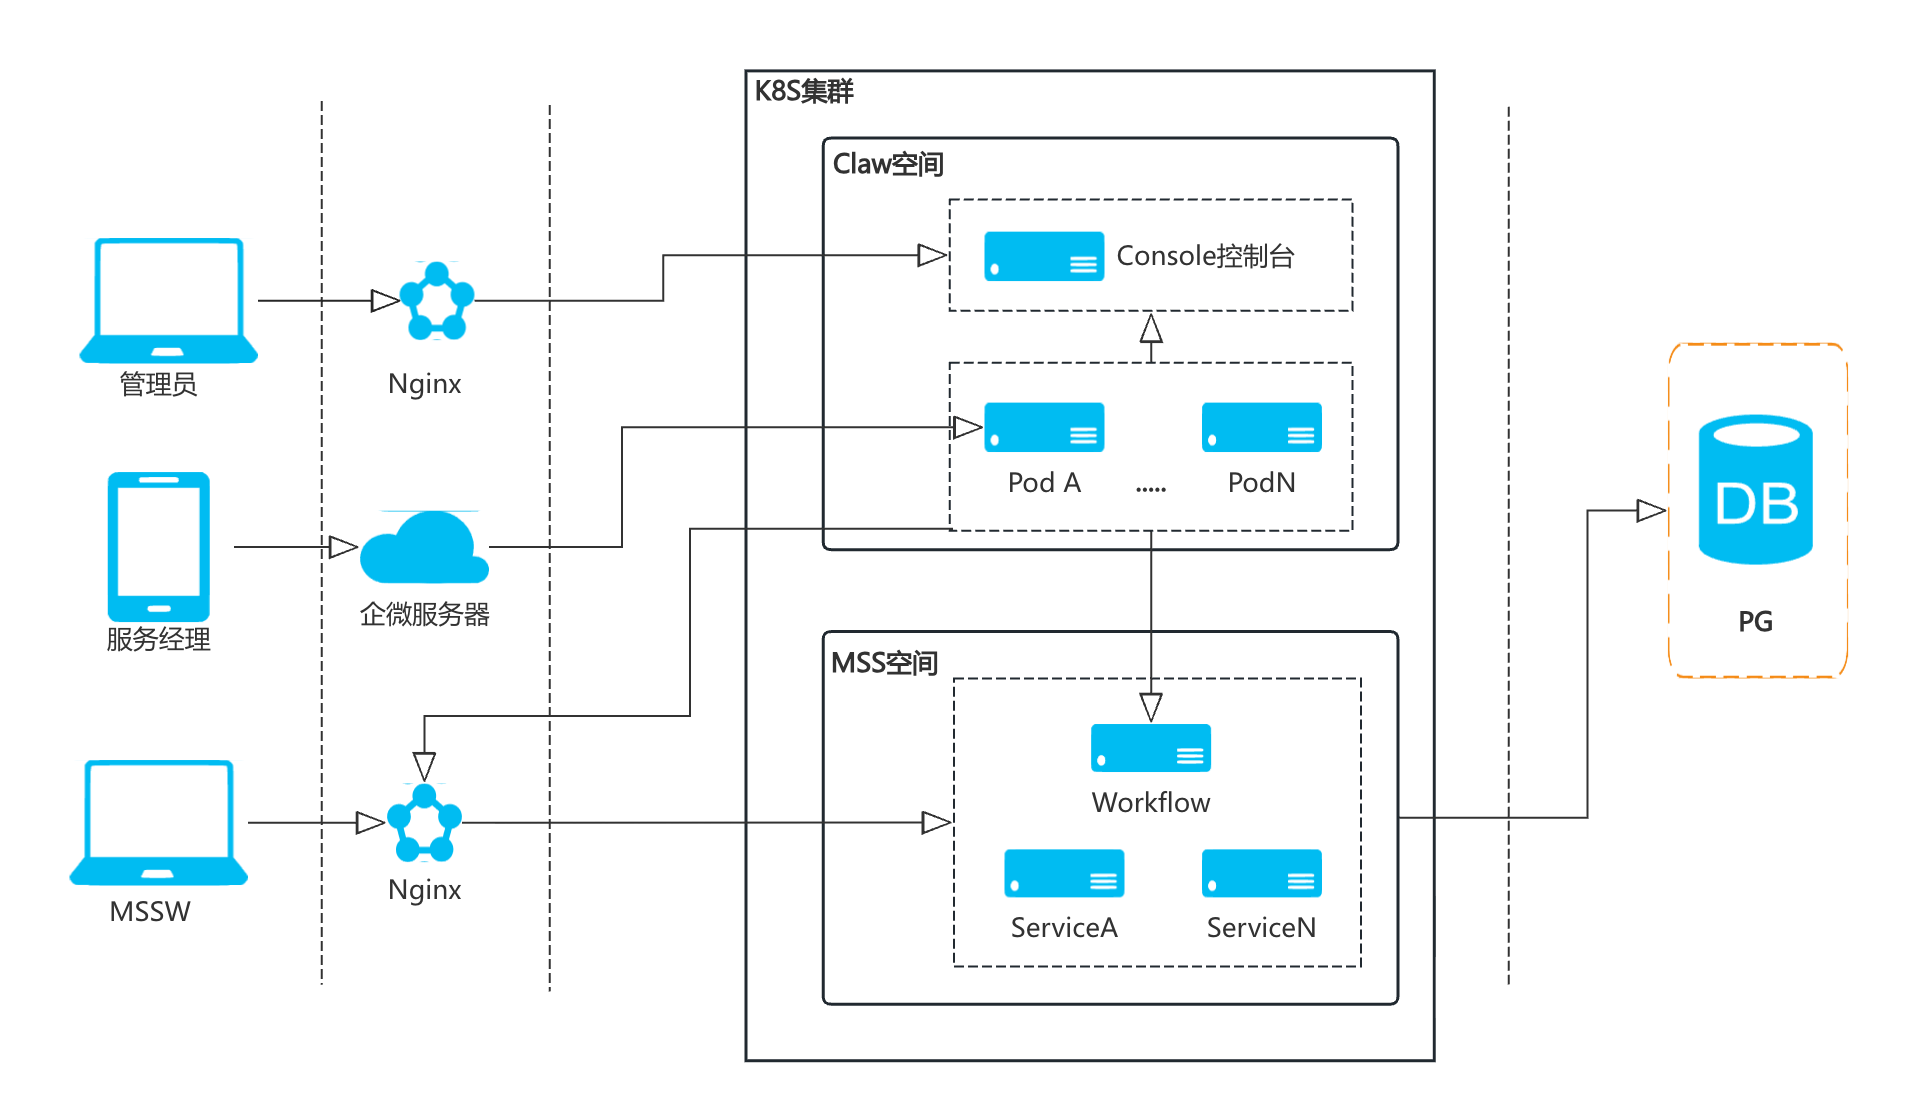 K8S集群
Claw空间
Console控制台
管理员
Nginx
Pod A
.....
PodN
服务经理
企微服务器
DB
PG
MSS空间
Workflow
MSSW
Nginx
ServiceA
ServiceN